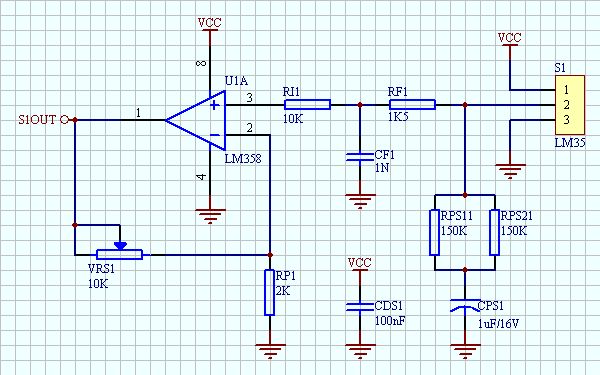 VCC
VCC
8
U1A
S1
RI1
RF1
1
3
2
S1OUT
1
10K
1K5
3
2
LM35
LM358
CF1
1N
4
RPS11
150K
RPS21
150K
VRS1
10K
VCC
RP1
2K
CDS1
100nF
CPS1
1uF/16V